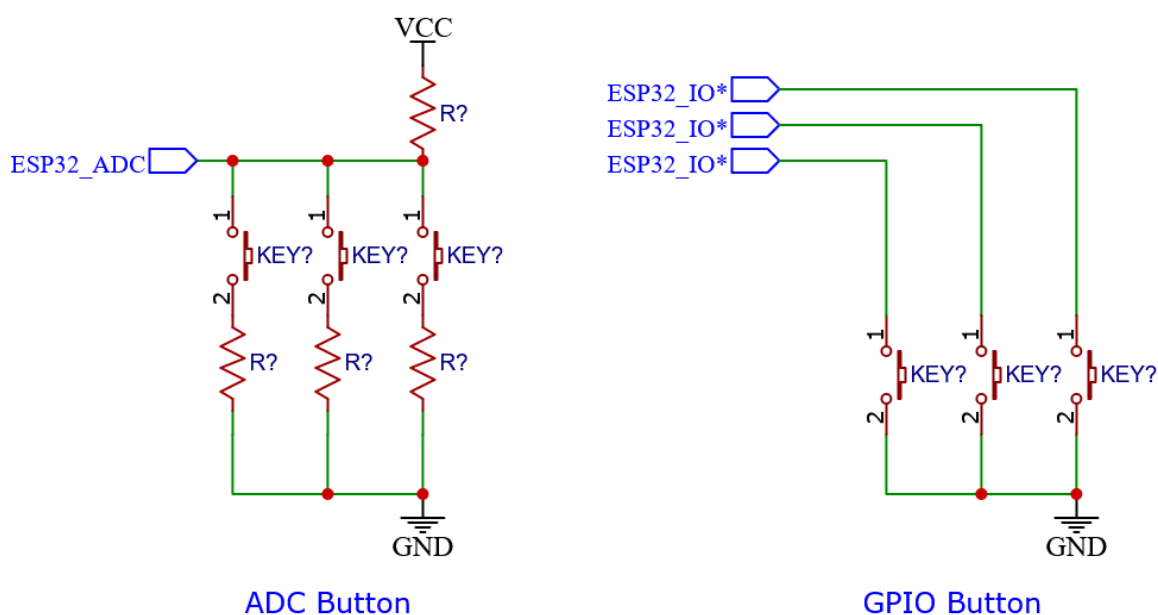 VCC
R?
ESP32_ADC
1
1
1
KEY?
KEY?
KEY?
2
2
2
R?
R?
R?
GND
ADC Button
ESP32_IO*
ESP32_IO*
ESP32_IO*
1
1
1
KEY?
KEY?
KEY?
2
2
2
GND
GPIO Button